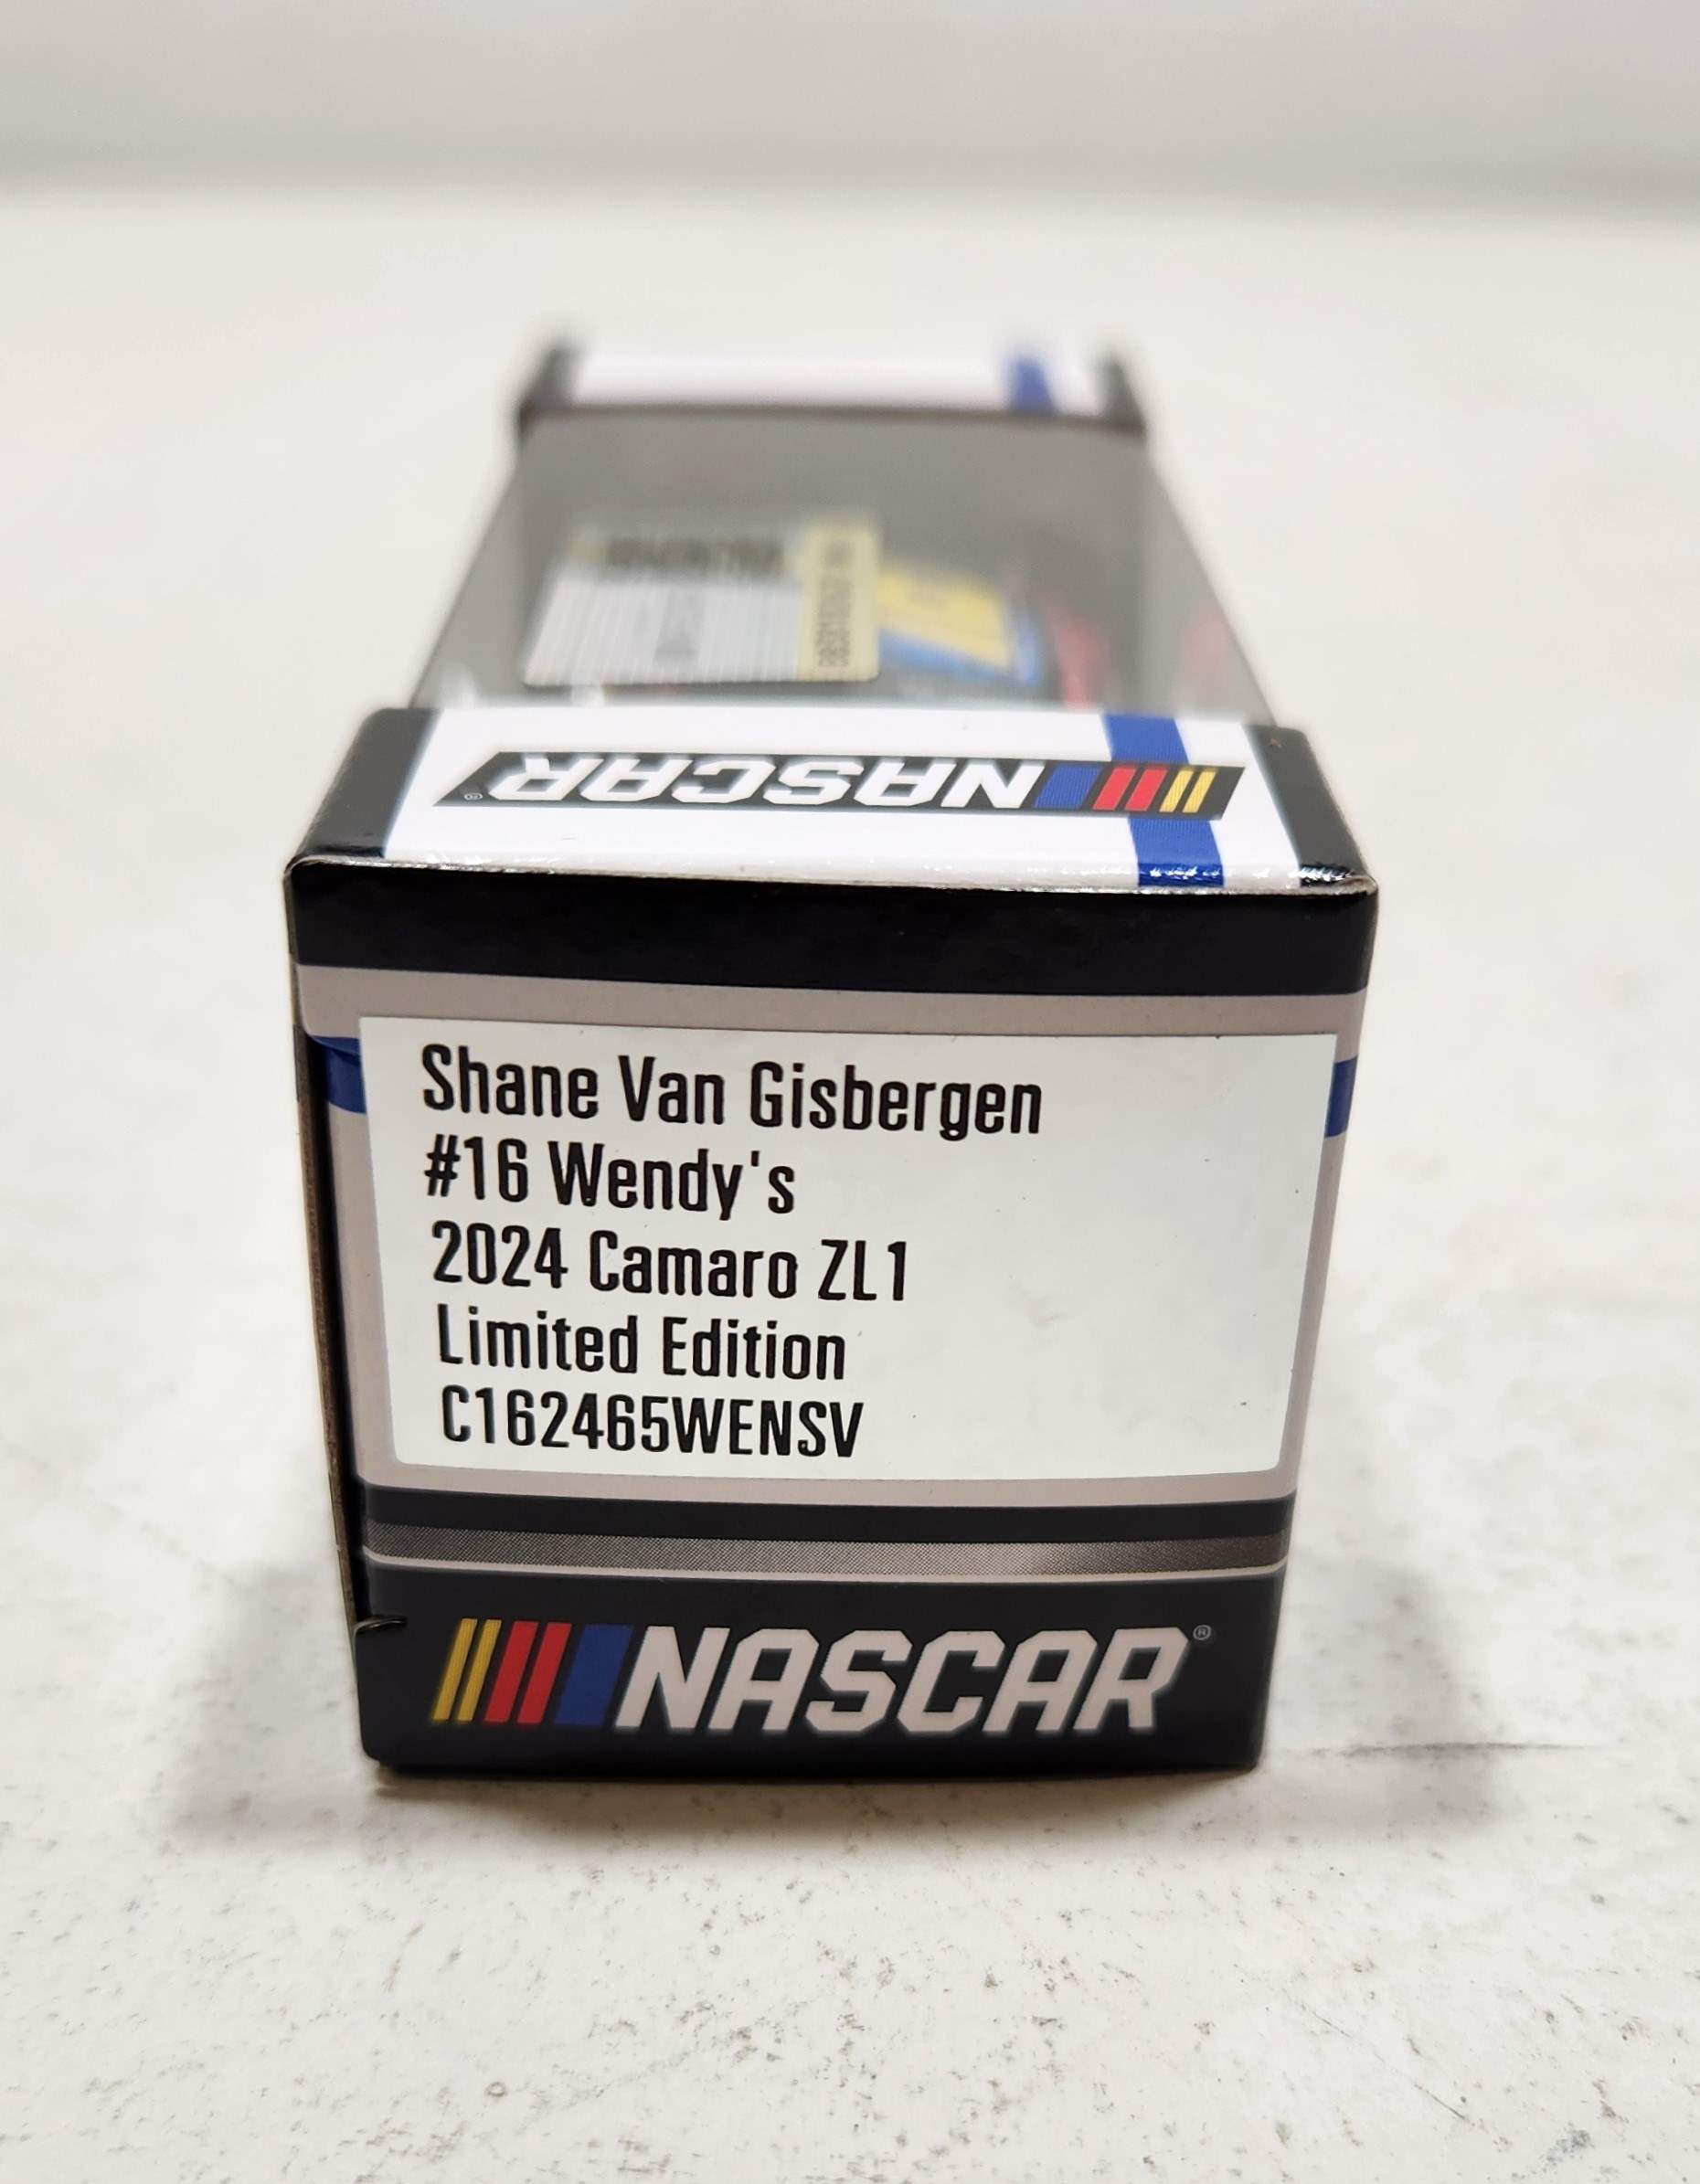 NASCAR®
Shane Van Gisbergen
#16 Wendy's
2024 Camaro ZL1
Limited Edition
C162465WENSV
NASCAR®